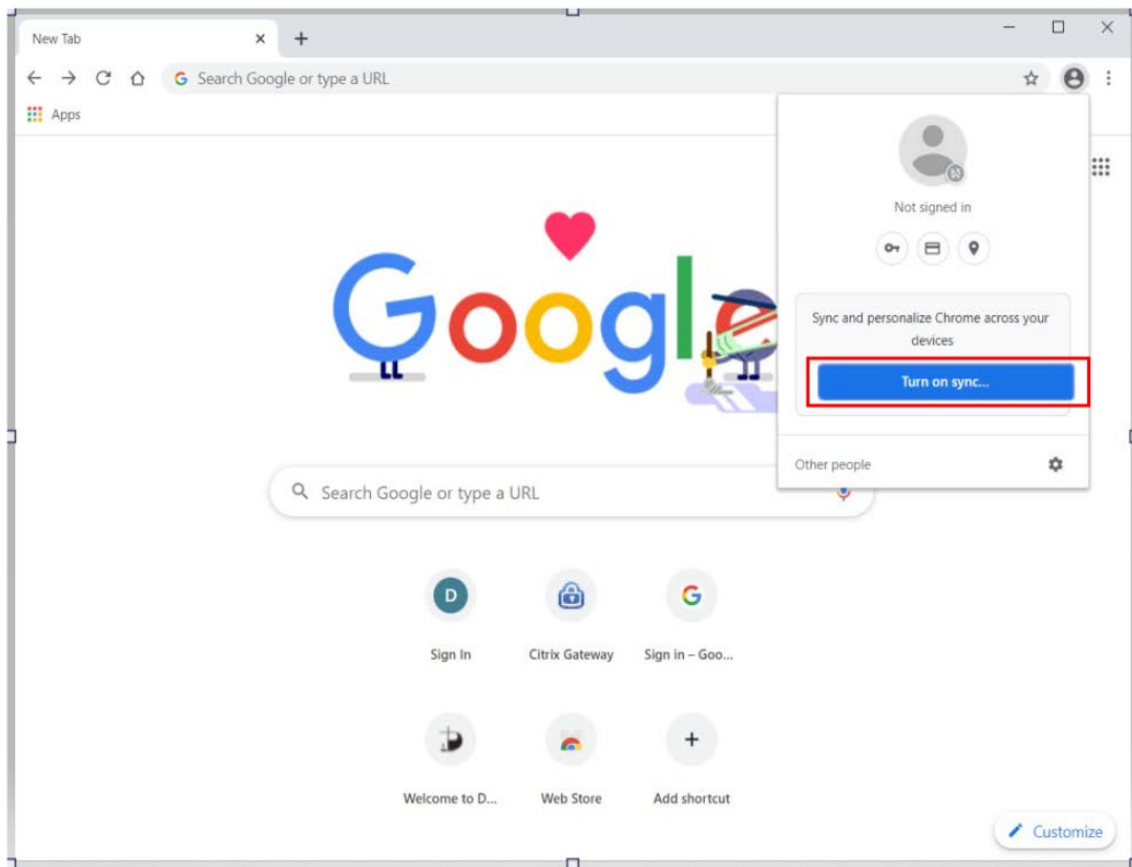 New Tab
Search Google or type a URL
Apps
Not signed in
Google
Sync and personalize Chrome across your
devices
Turn on sync...
Other people
Search Google or type a URL
D
Sign In
Citrix Gateway
Sign in – Goo...
Welcome to D...
Web Store
Add shortcut
Customize